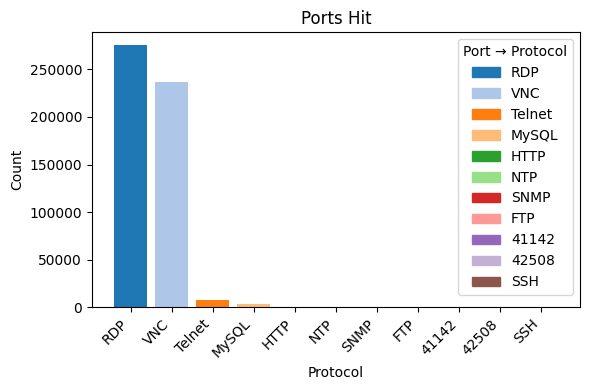 Ports Hit
Count
250000
200000
150000
100000
50000
0
Port → Protocol
RDP
VNC
Telnet
MySQL
HTTP
NTP
SNMP
FTP
41142
42508
SSH
RDP
VNC
Telnet
MySQL
HTTP
NTP
SNMP
FTP
41142
42508
SSH
Protocol